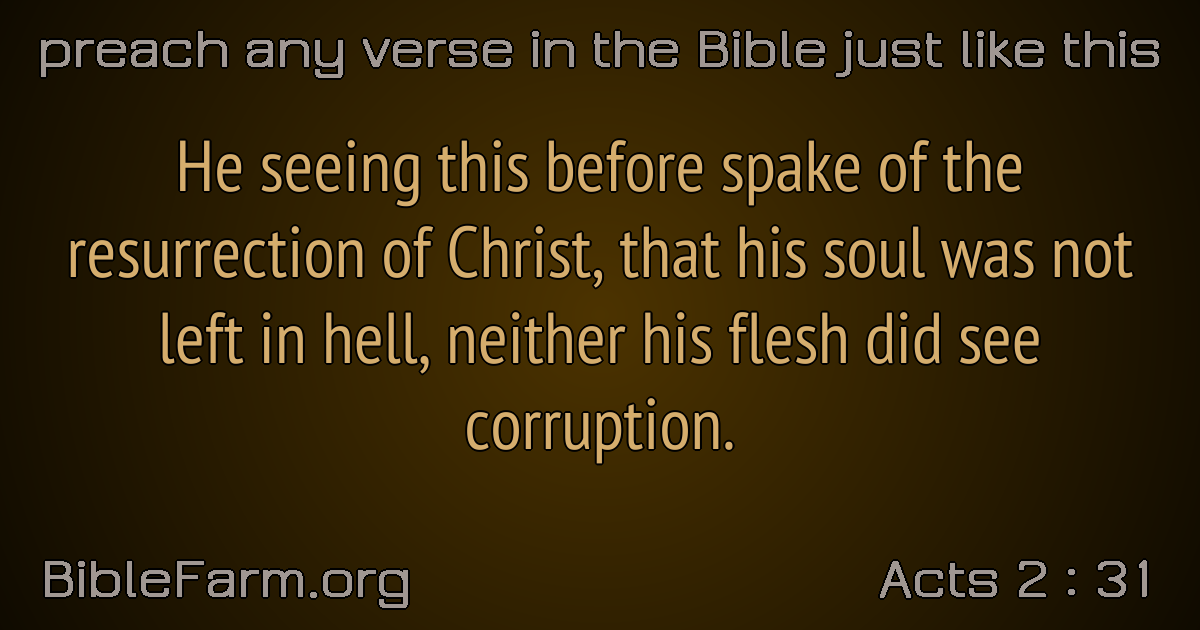 preach any verse in the Bible just like this
He seeing this before spake of the
resurrection of Christ, that his soul was not
left in hell, neither his flesh did see
corruption.
BibleFarm.org
Acts 2 : 31